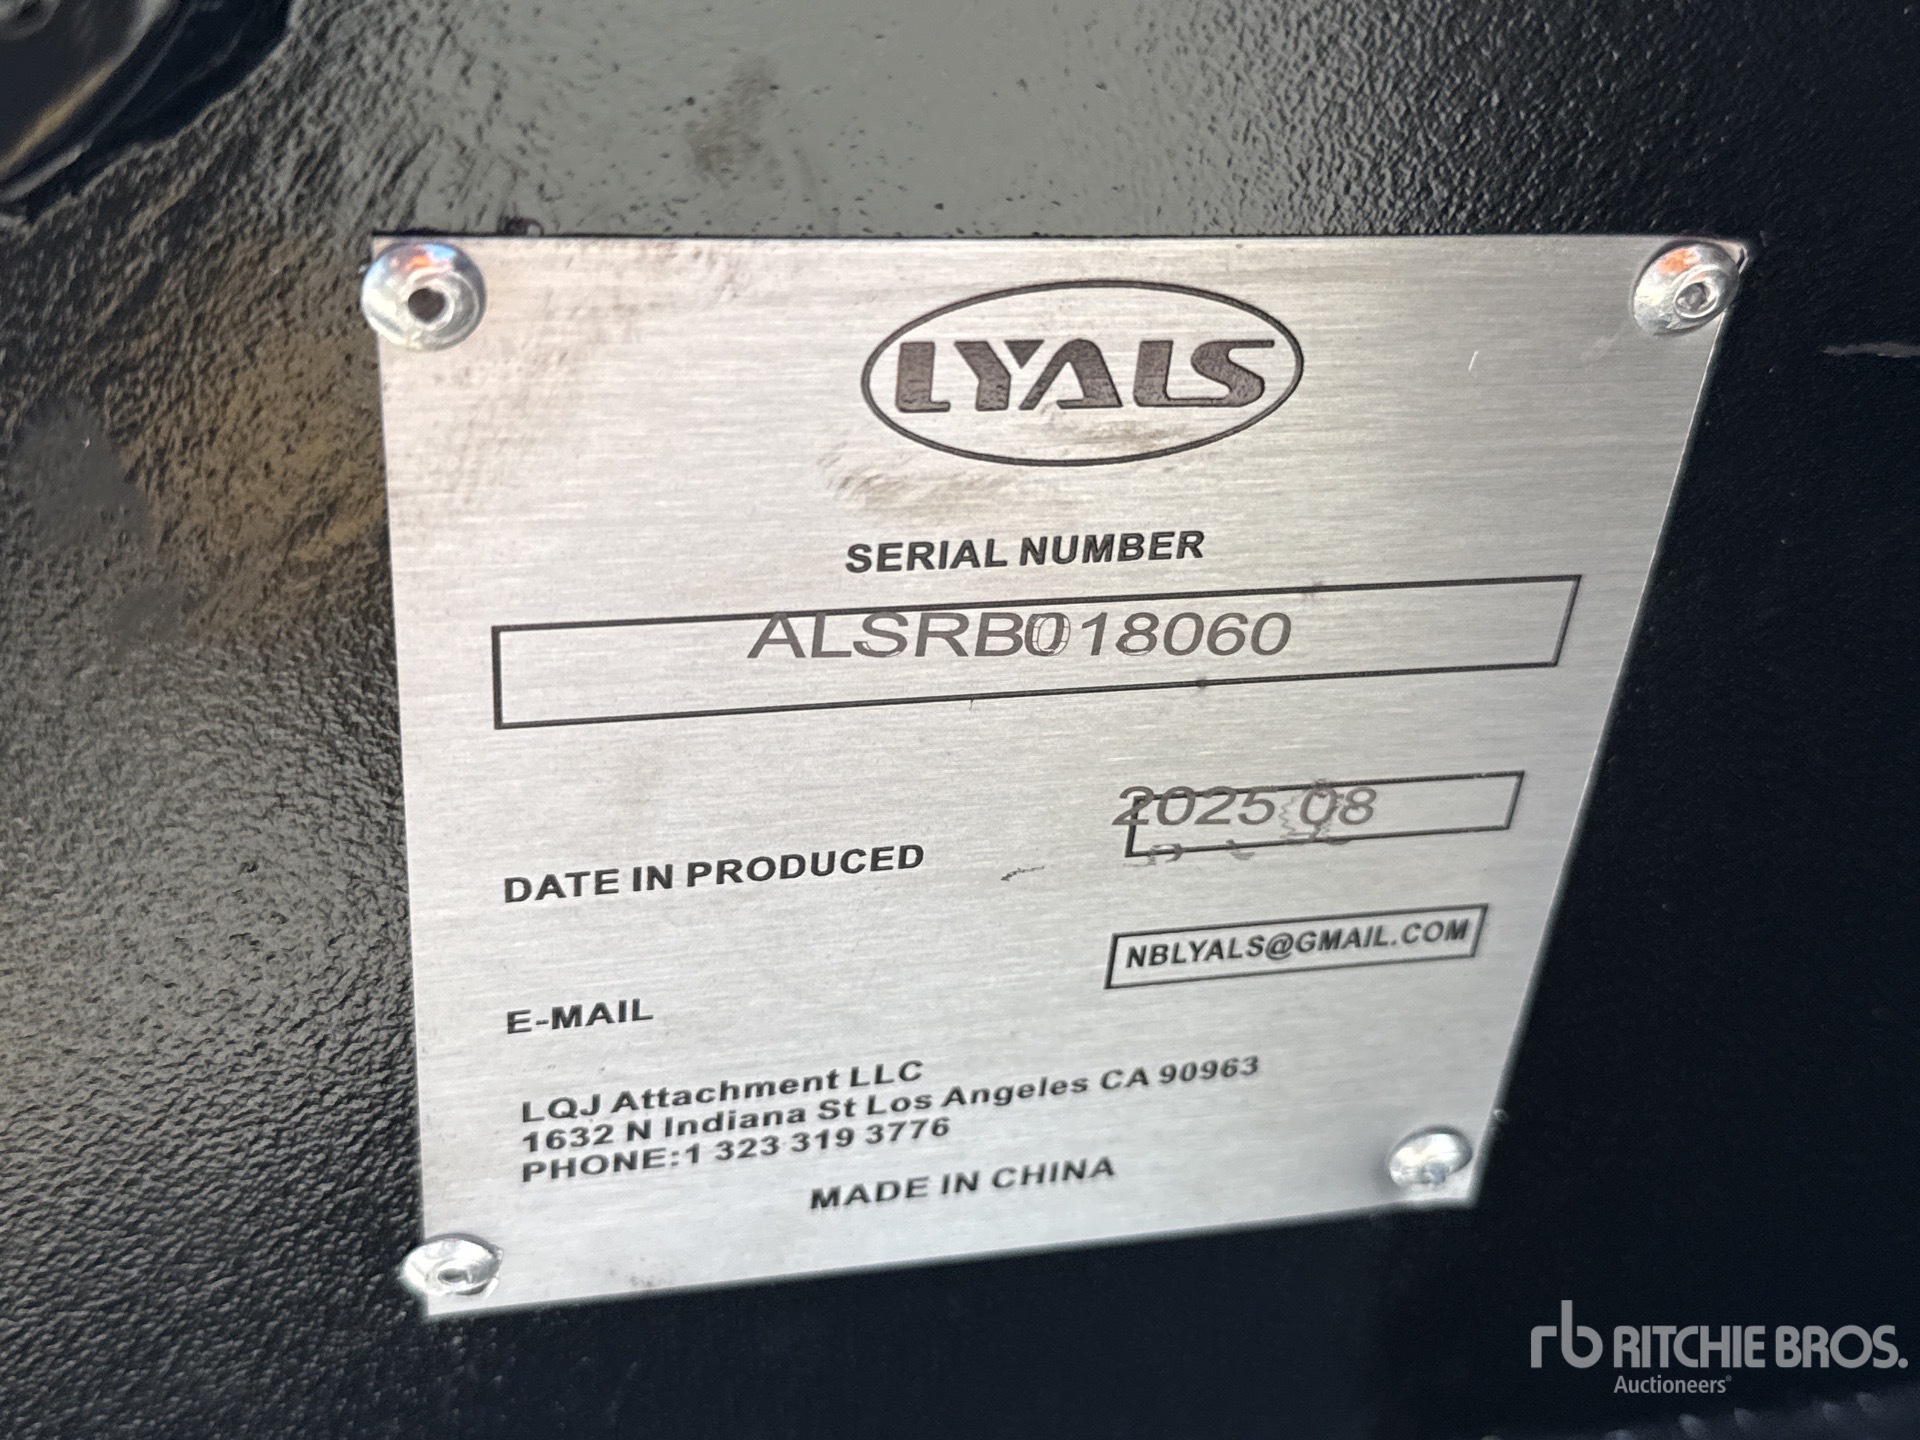 LYALS
SERIAL NUMBER
ALSRB018060
2025 08
DATE IN PRODUCED
NBLYALS@GMAIL.COM
E-MAIL
LQJ Attachment LLC
1632 N Indiana St Los Angeles CA 90963
PHONE:1 323 319 3776
MADE IN CHINA
rb RITCHIE BROS.
Auctioneers®